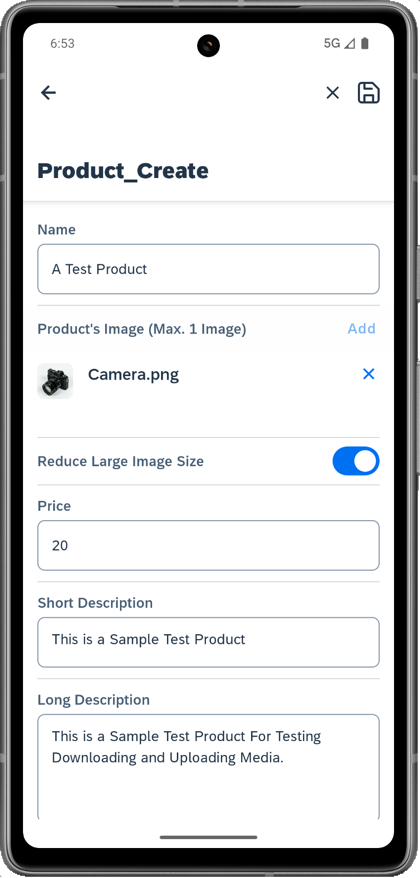 6:53
5G
Product_Create
Name
A Test Product
Product's Image (Max. 1 Image)
Add
Camera.png
Reduce Large Image Size
Price
20
Short Description
This is a Sample Test Product
Long Description
This is a Sample Test Product For Testing
Downloading and Uploading Media.